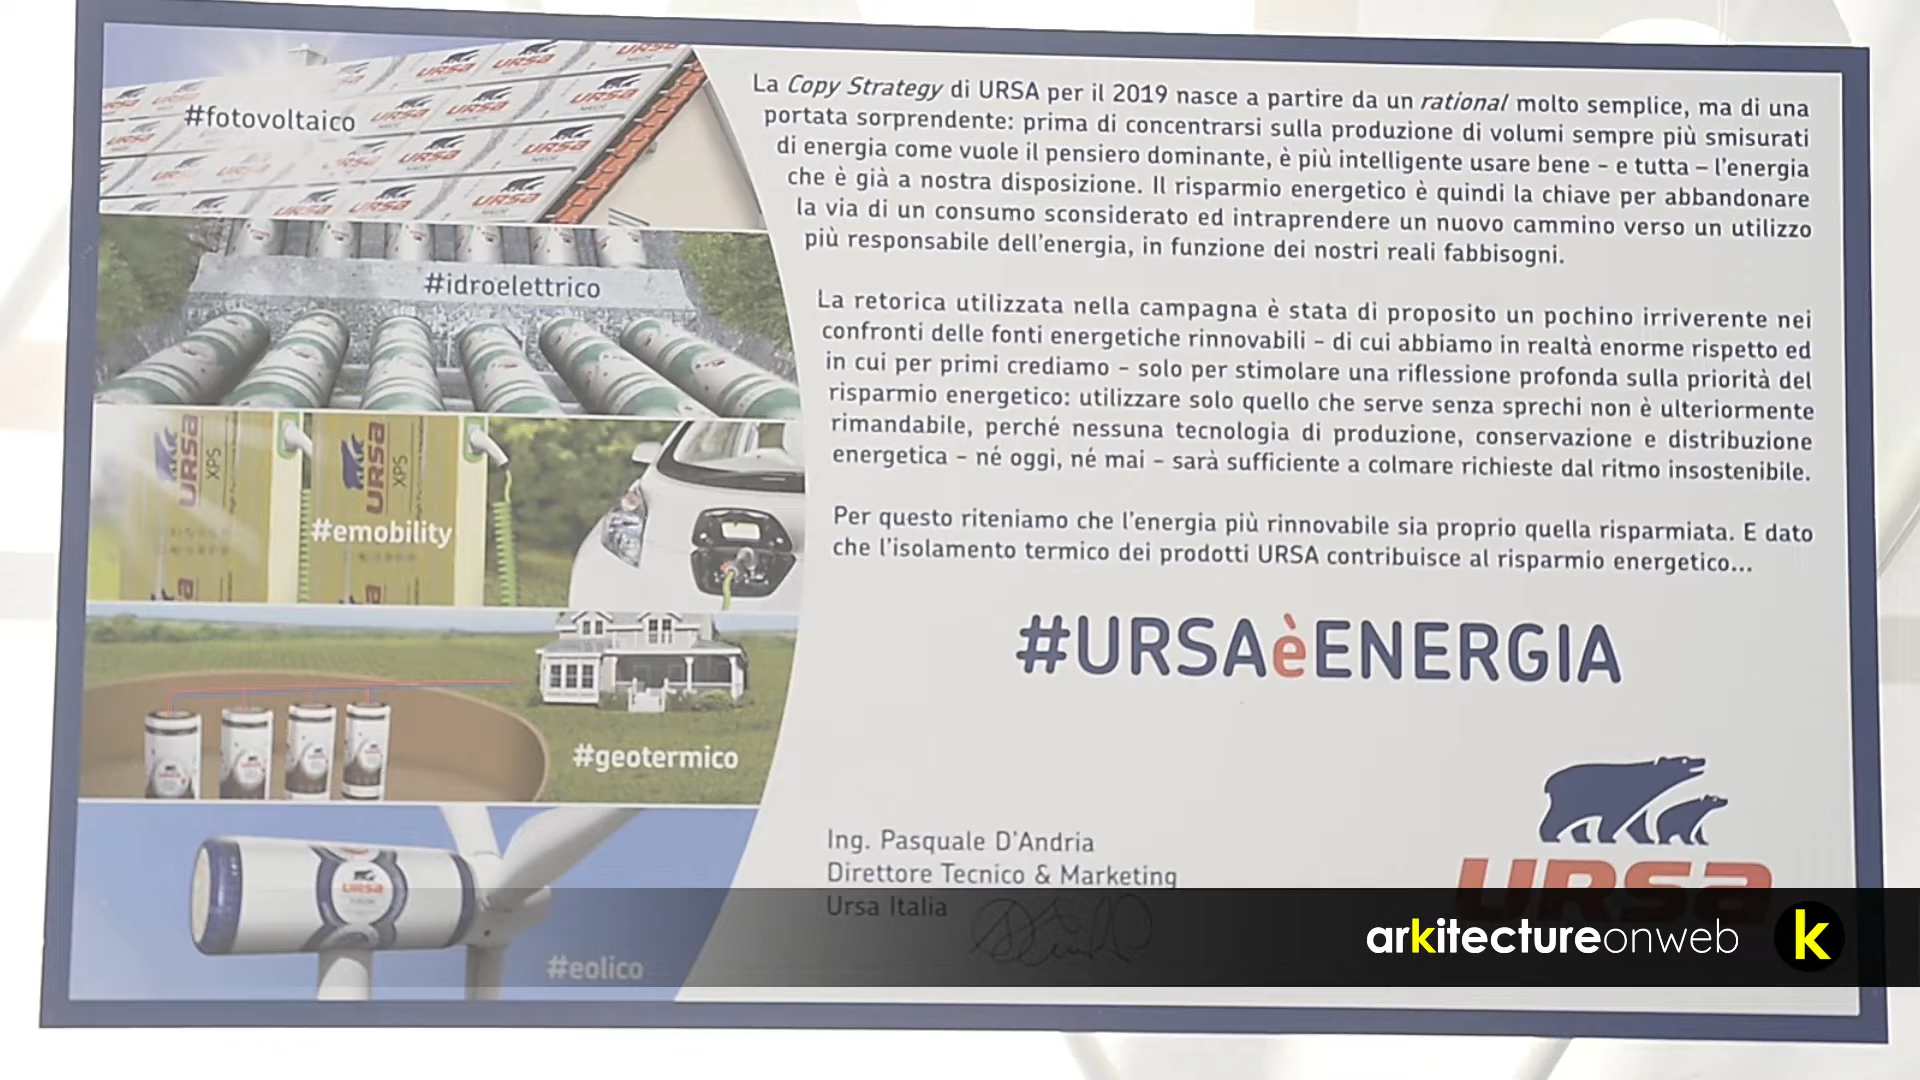 #fotovoltaico
#idroelettrico
URSA
XPS
URSA
XPS
#emobility
#geotermico
URSA
#eolico
La Copy Strategy di URSA per il 2019 nasce a partire da un rational molto semplice, ma di una
portata sorprendente: prima di concentrarsi sulla produzione di volumi sempre più smisurati
di energia come vuole il pensiero dominante, è più intelligente usare bene – e tutta – l'energia
che è già a nostra disposizione. Il risparmio energetico è quindi la chiave per abbandonare
la via di un consumo sconsiderato ed intraprendere un nuovo cammino verso un utilizzo
più responsabile dell'energia, in funzione dei nostri reali fabbisogni.
La retorica utilizzata nella campagna è stata di proposito un pochino irriverente nei
confronti delle fonti energetiche rinnovabili – di cui abbiamo in realtà enorme rispetto ed
in cui per primi crediamo – solo per stimolare una riflessione profonda sulla priorità del
risparmio energetico: utilizzare solo quello che serve senza sprechi non è ulteriormente
rimandabile, perché nessuna tecnologia di produzione, conservazione e distribuzione
energetica – né oggi, né mai – sarà sufficiente a colmare richieste dal ritmo insostenibile.
Per questo riteniamo che l'energia più rinnovabile sia proprio quella risparmiata. E dato
che l'isolamento termico dei prodotti URSA contribuisce al risparmio energetico...
#URSAèENERGIA
Ing. Pasquale D'Andria
Direttore Tecnico & Marketing
Ursa Italia
URSA
arkitectureonweb
k